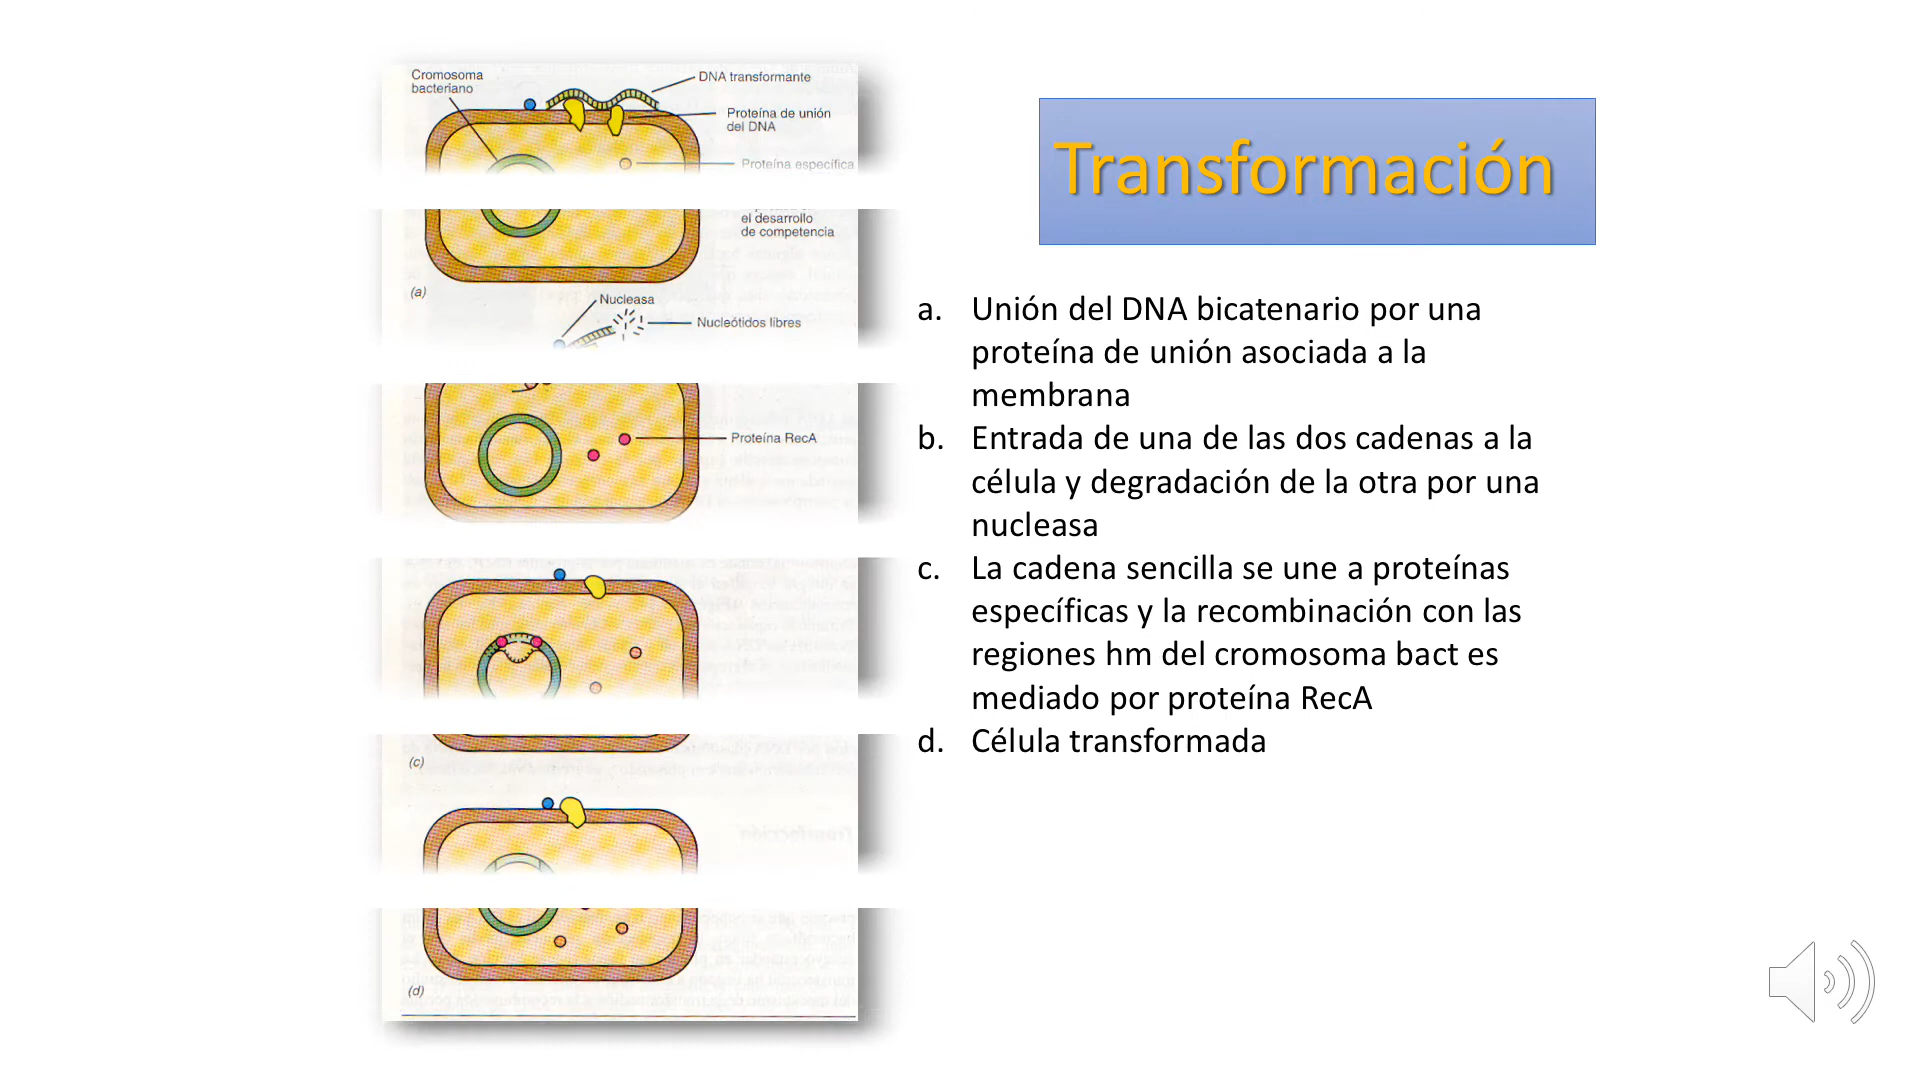 Cromosoma
bacteriano
DNA transformante
Proteína de unión
del DNA
Proteína específica
el desarrollo
de competencia
(a)
Nucleasa
Nucleótidos libres
Proteína RecA
(c)
(d)
Transformación
a. Unión del DNA bicatenario por una
proteína de unión asociada a la
membrana
b. Entrada de una de las dos cadenas a la
célula y degradación de la otra por una
nucleasa
c. La cadena sencilla se une a proteínas
específicas y la recombinación con las
regiones hm del cromosoma bact es
mediado por proteína RecA
d. Célula transformada